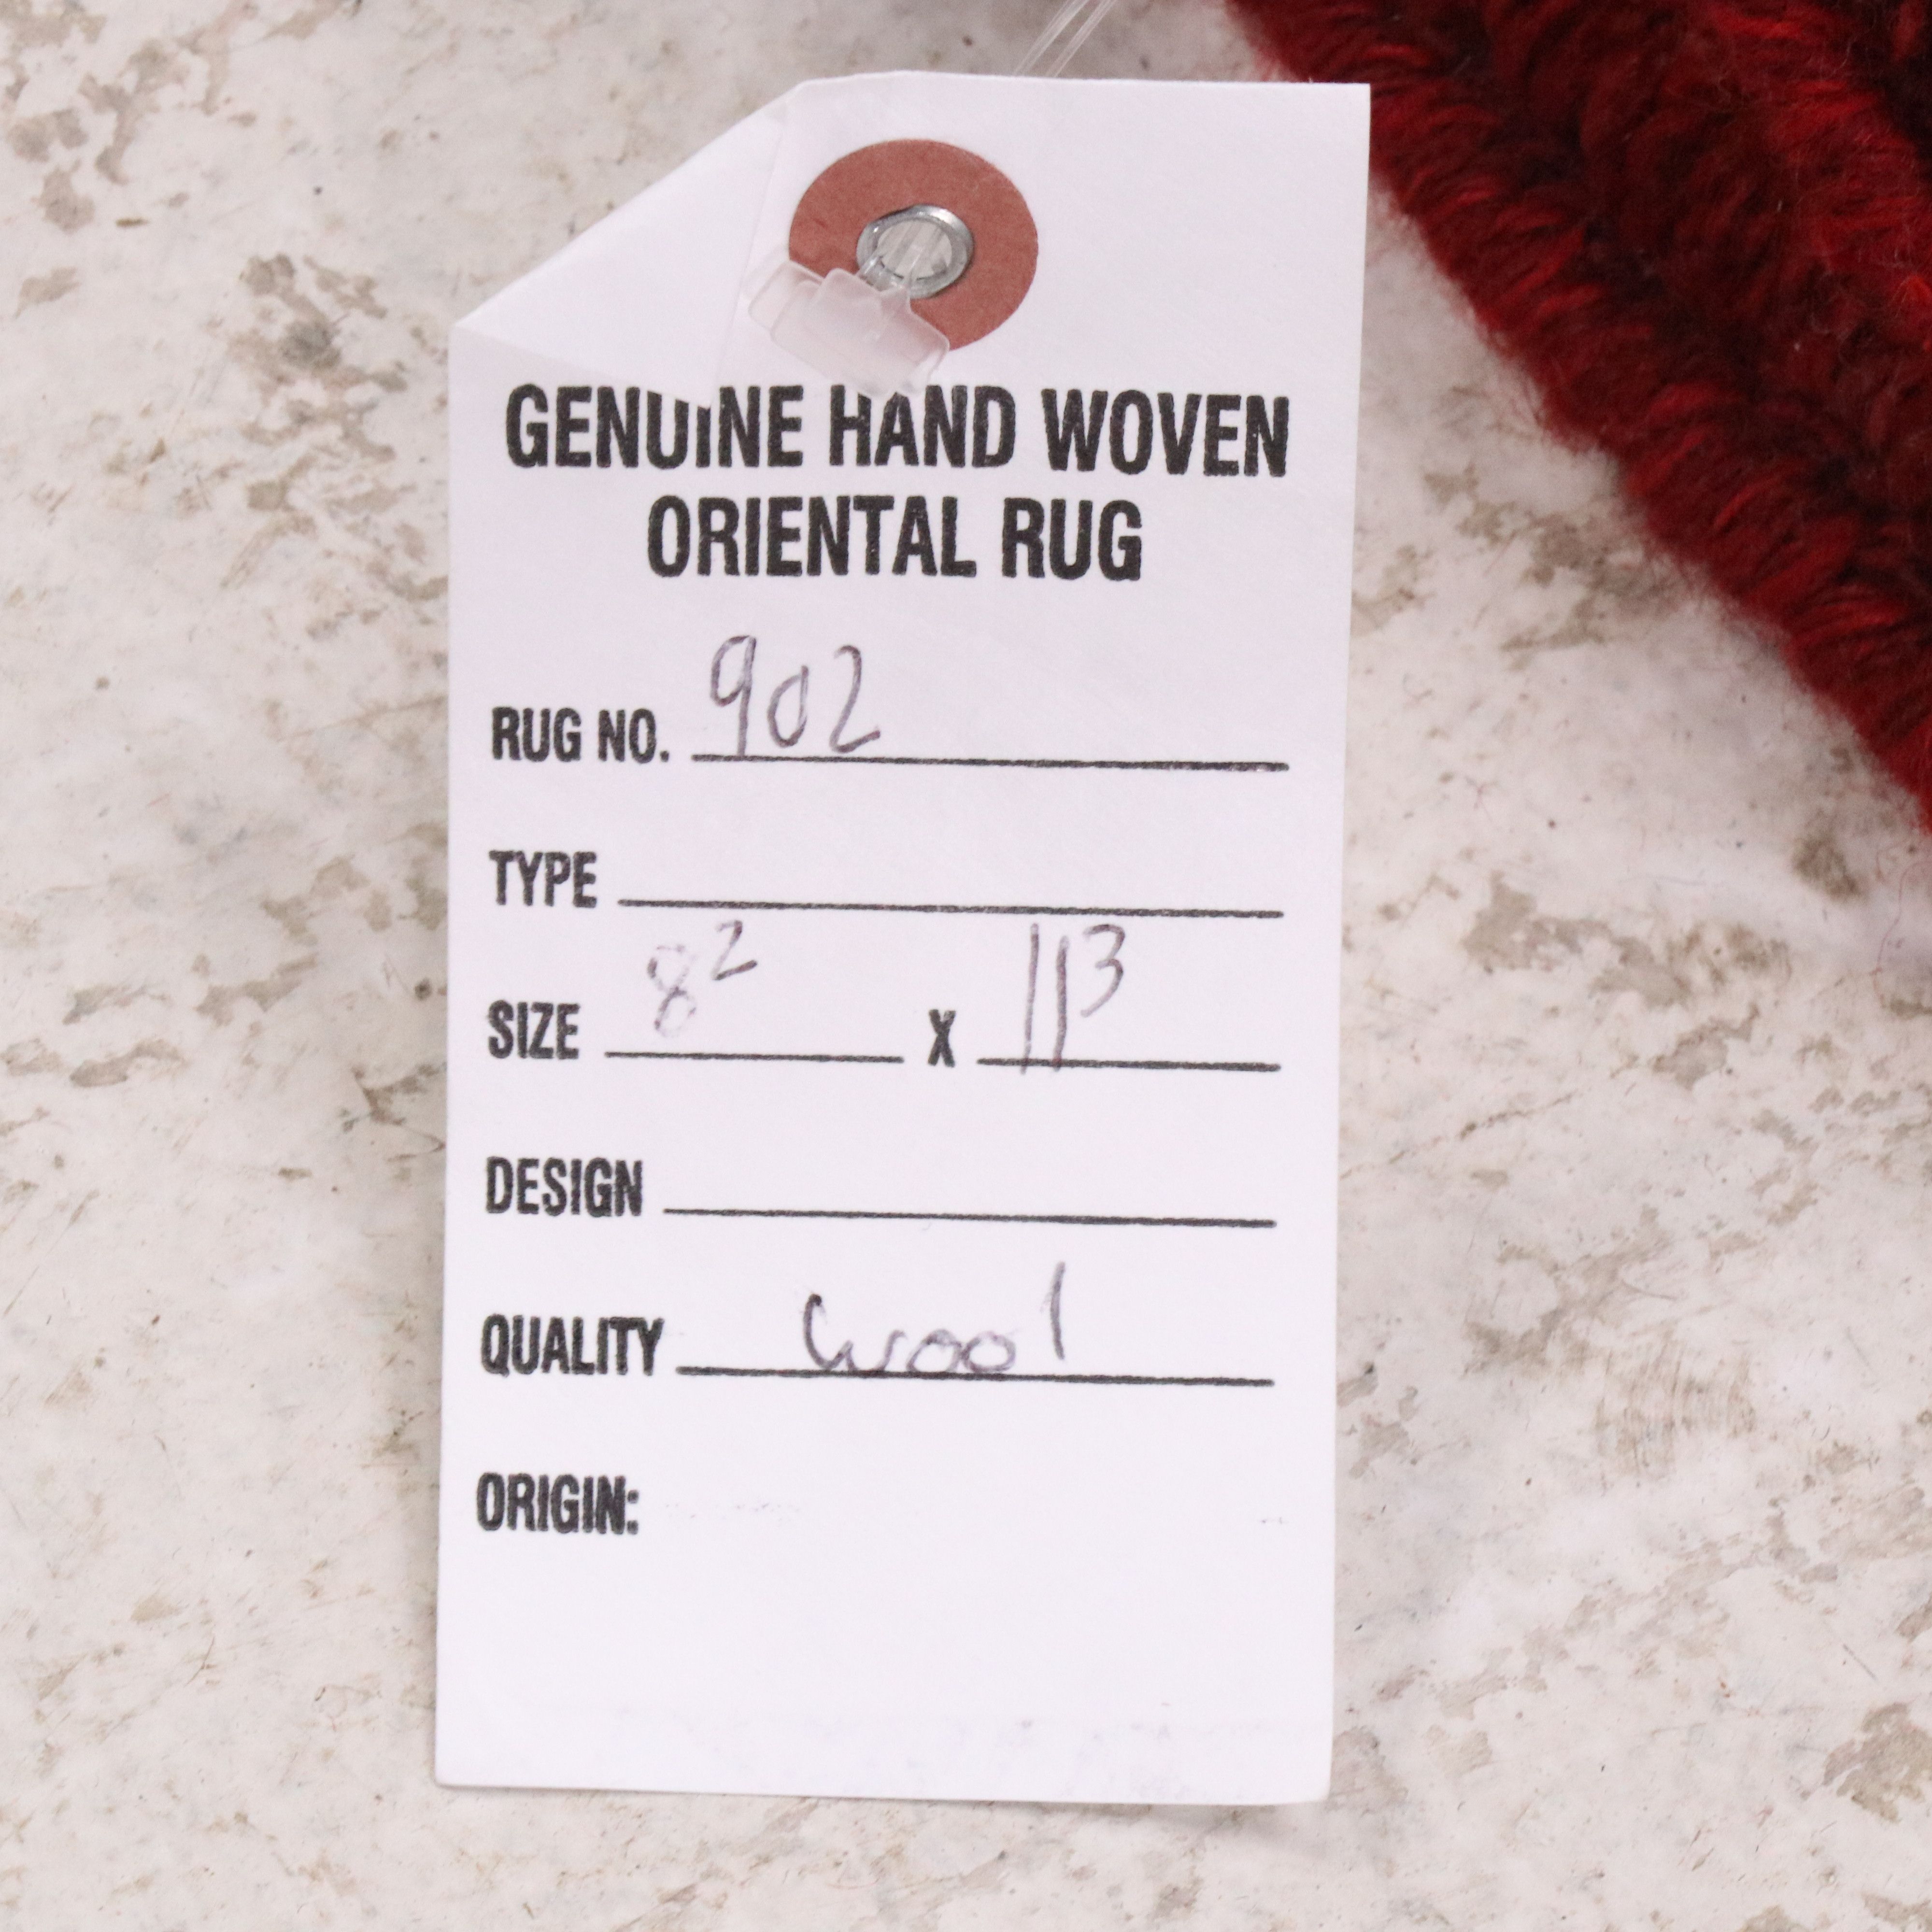 GENUINE HAND WOVEN
ORIENTAL RUG
RUG NO. 902
TYPE
SIZE 8² X 11³
DESIGN
QUALITY wool
ORIGIN: